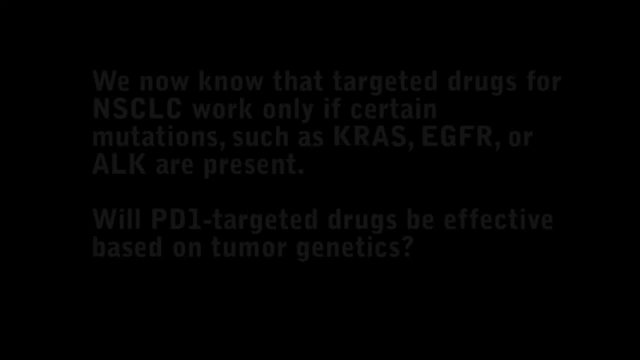 We now know that targeted drugs for
NSCLC work only if certain
mutations, such as KRAS, EGFR, or
ALK are present.
Will PD1-targeted drugs be effective
based on tumor genetics?